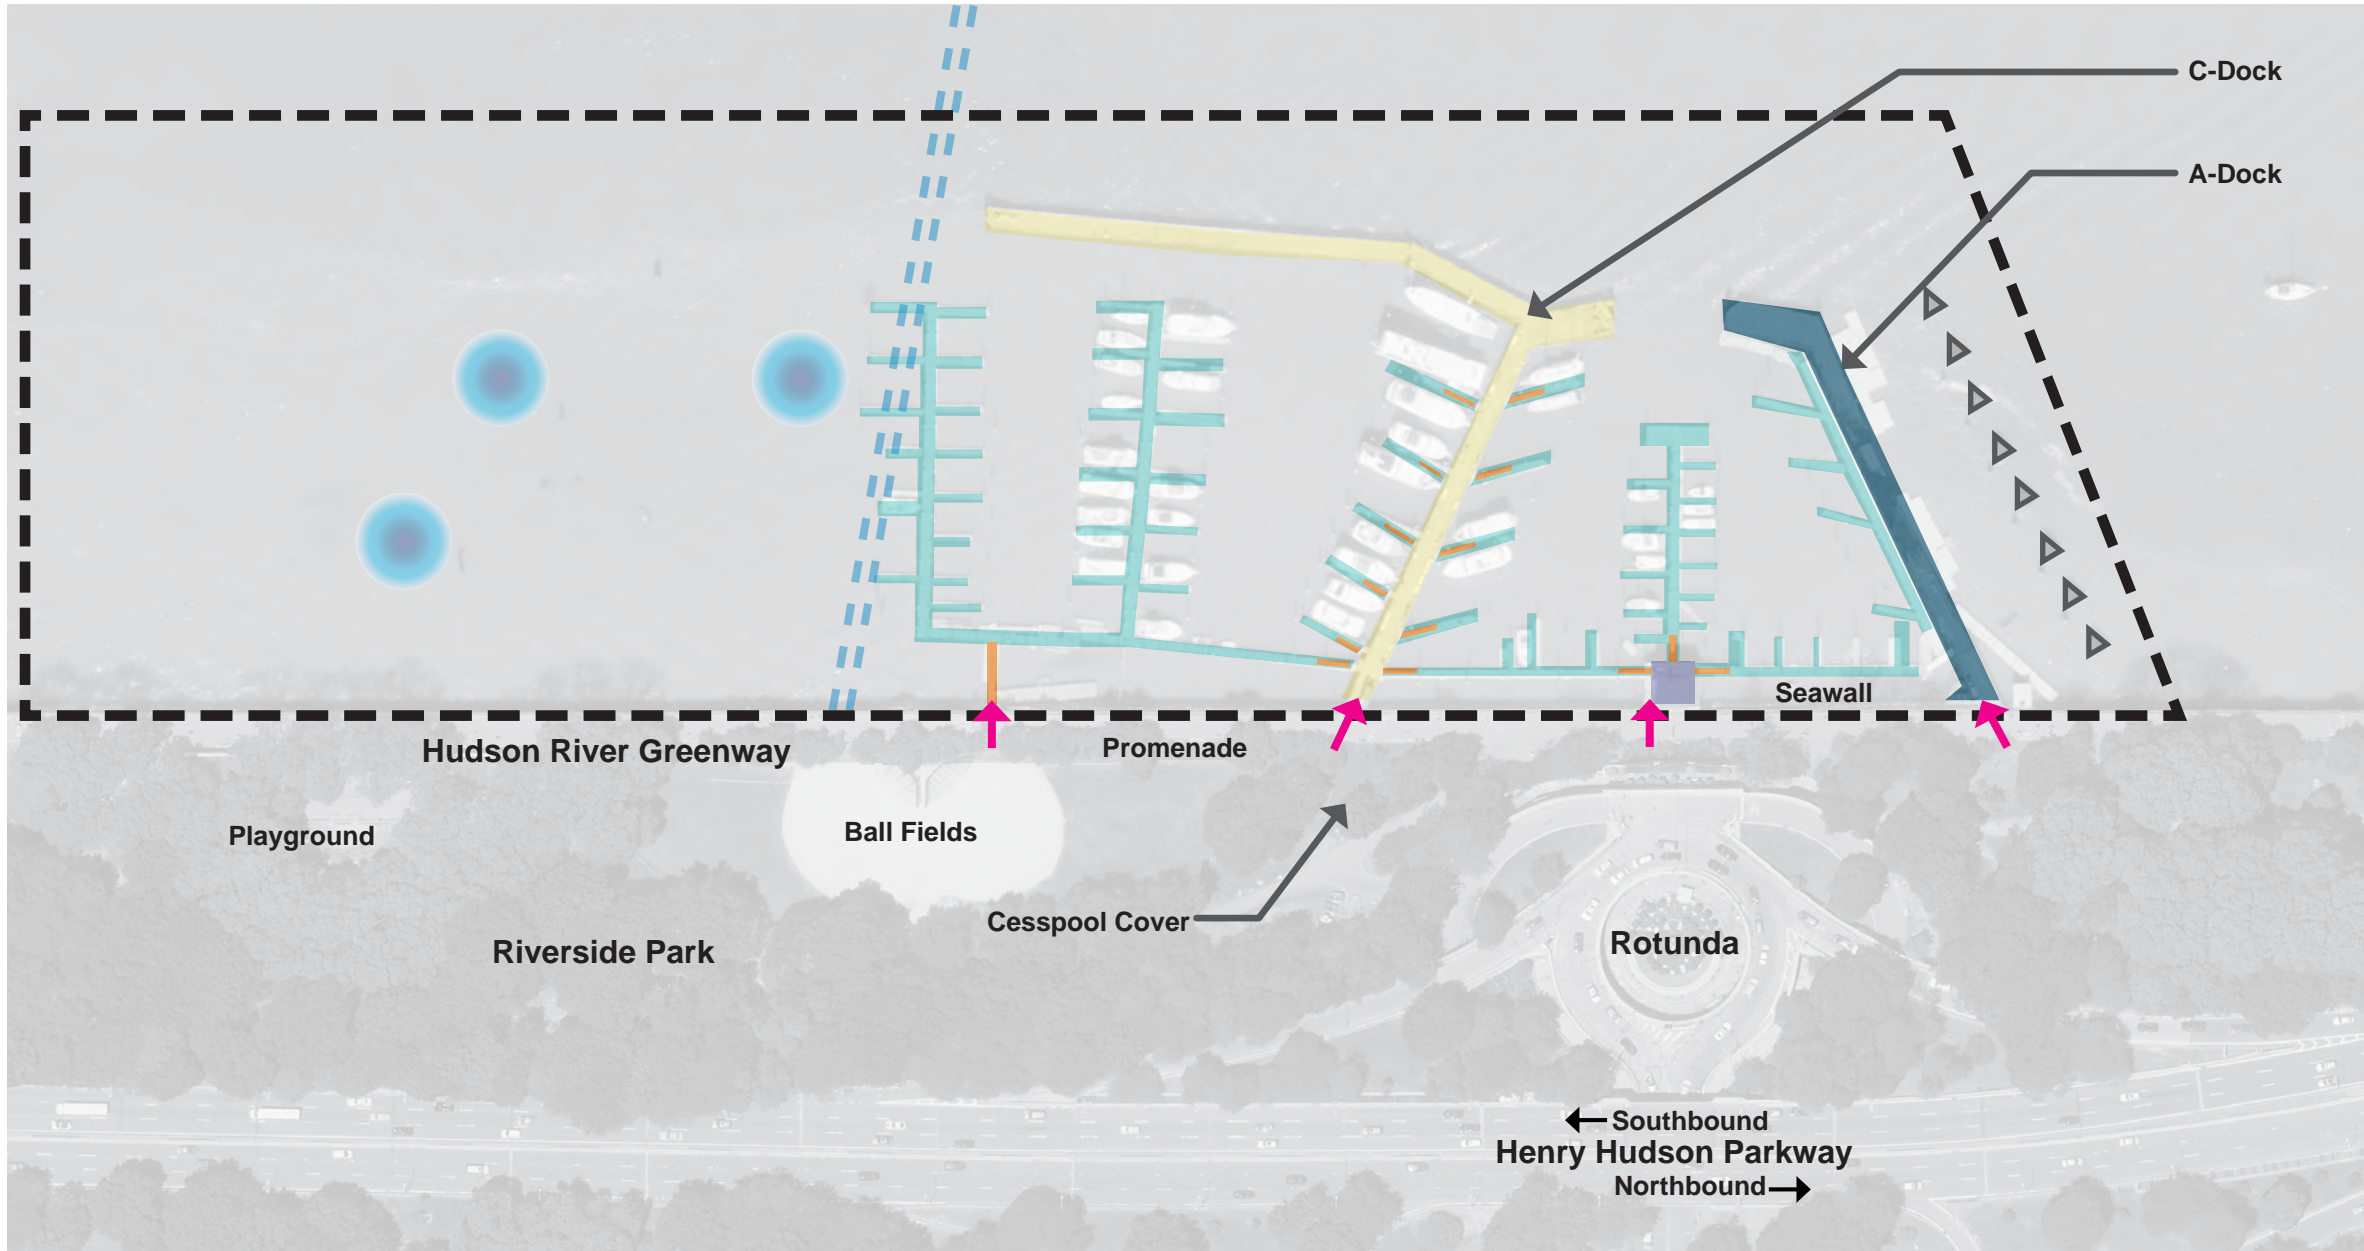 C-Dock
A-Dock
Seawall
Hudson River Greenway
Promenade
Playground
Ball Fields
Cesspool Cover
Rotunda
Riverside Park
Southbound
Henry Hudson Parkway
Northbound